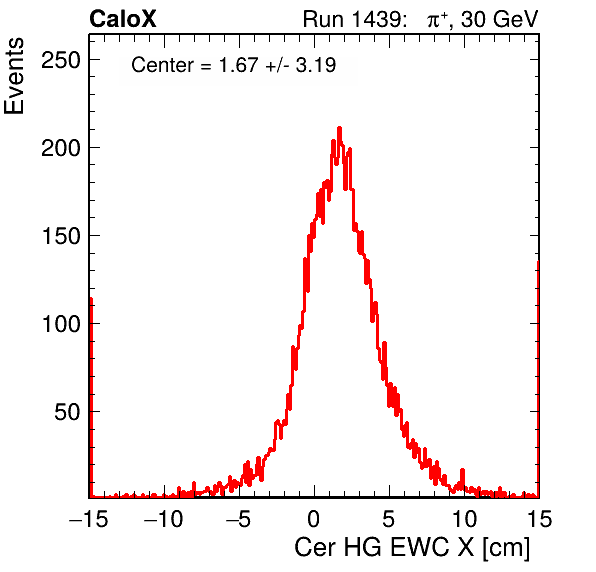 CaloX
Run 1439: π⁺, 30 GeV
Events
Center = 1.67 +/- 3.19
250
200
150
100
50
−15 −10 −5 0 5 10 15
Cer HG EWC X [cm]